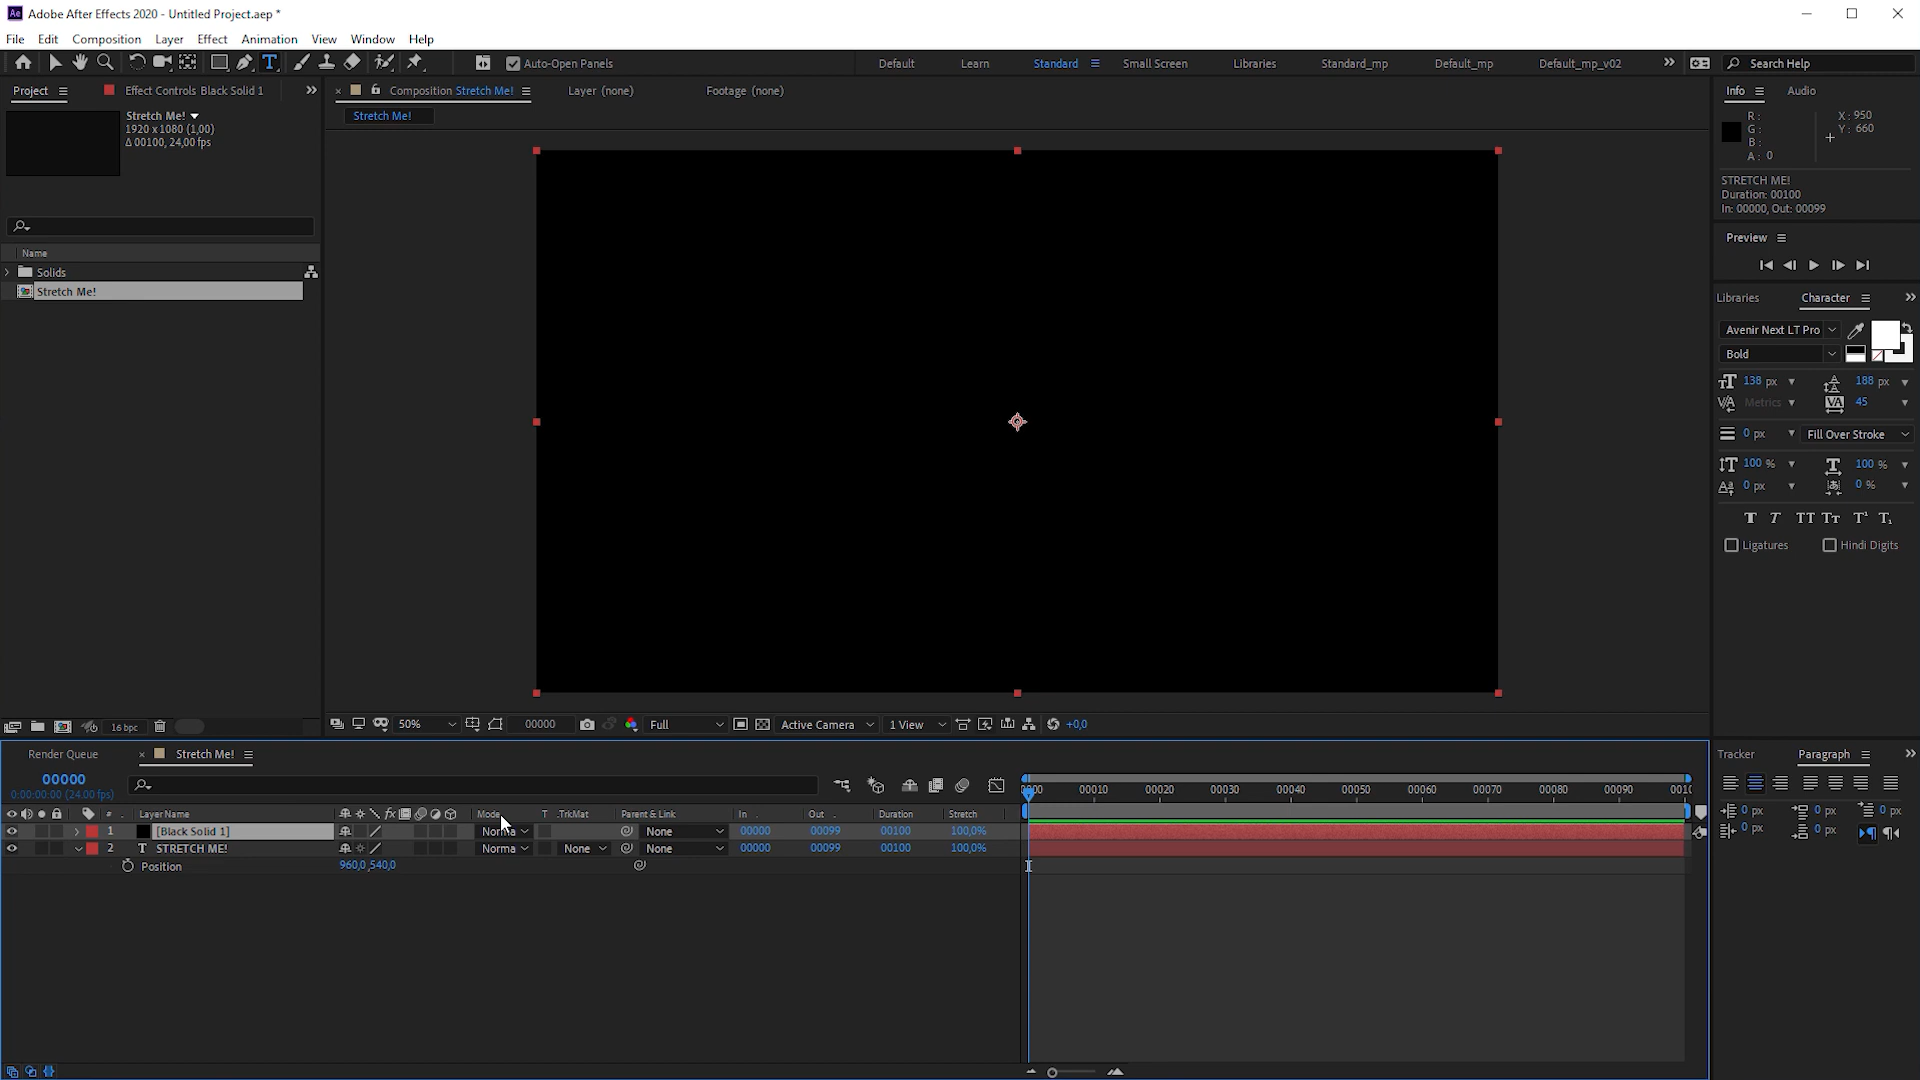 Ae Adobe After Effects 2020 - Untitled Project.aep *
File Edit Composition Layer Effect Animation View Window Help
Auto-Open Panels Default Learn Standard Small Screen Libraries Standard_mp Default_mp Default_mp_v02 Search Help
Project Effect Controls Black Solid 1 Composition Stretch Me! Layer (none) Footage (none) Info Audio
Stretch Me!
1920 x 1080 (1,00)
Δ 00100, 24,00 fps
Stretch Me!
R :
G :
B :
A : 0
X : 950
Y : 660
STRETCH ME!
Duration: 00100
In: 00000, Out: 00099
Preview
Name
Solids
Stretch Me!
Libraries Character
Avenir Next LT Pro
Bold
138 px 188 px
Metrics 45
0 px Fill Over Stroke
100 % 100 %
0 px 0 %
T T TT Tт T¹ T₁
Ligatures Hindi Digits
16 bpc
50% 00000 Full Active Camera 1 View +0,0
Render Queue Stretch Me! Tracker Paragraph
00000
0:00:00:00 (24.00 fps)
00010 00020 00030 00040 00050 00060 00070 00080 00090 0010
# Layer Name fx Mode T .TrkMat Parent & Link In Out Duration Stretch
1 [Black Solid 1] Norma None 00000 00099 00100 100,0%
2 T STRETCH ME! Norma None None 00000 00099 00100 100,0%
Position 960,0,540,0
0 px 0 px 0 px
0 px 0 px